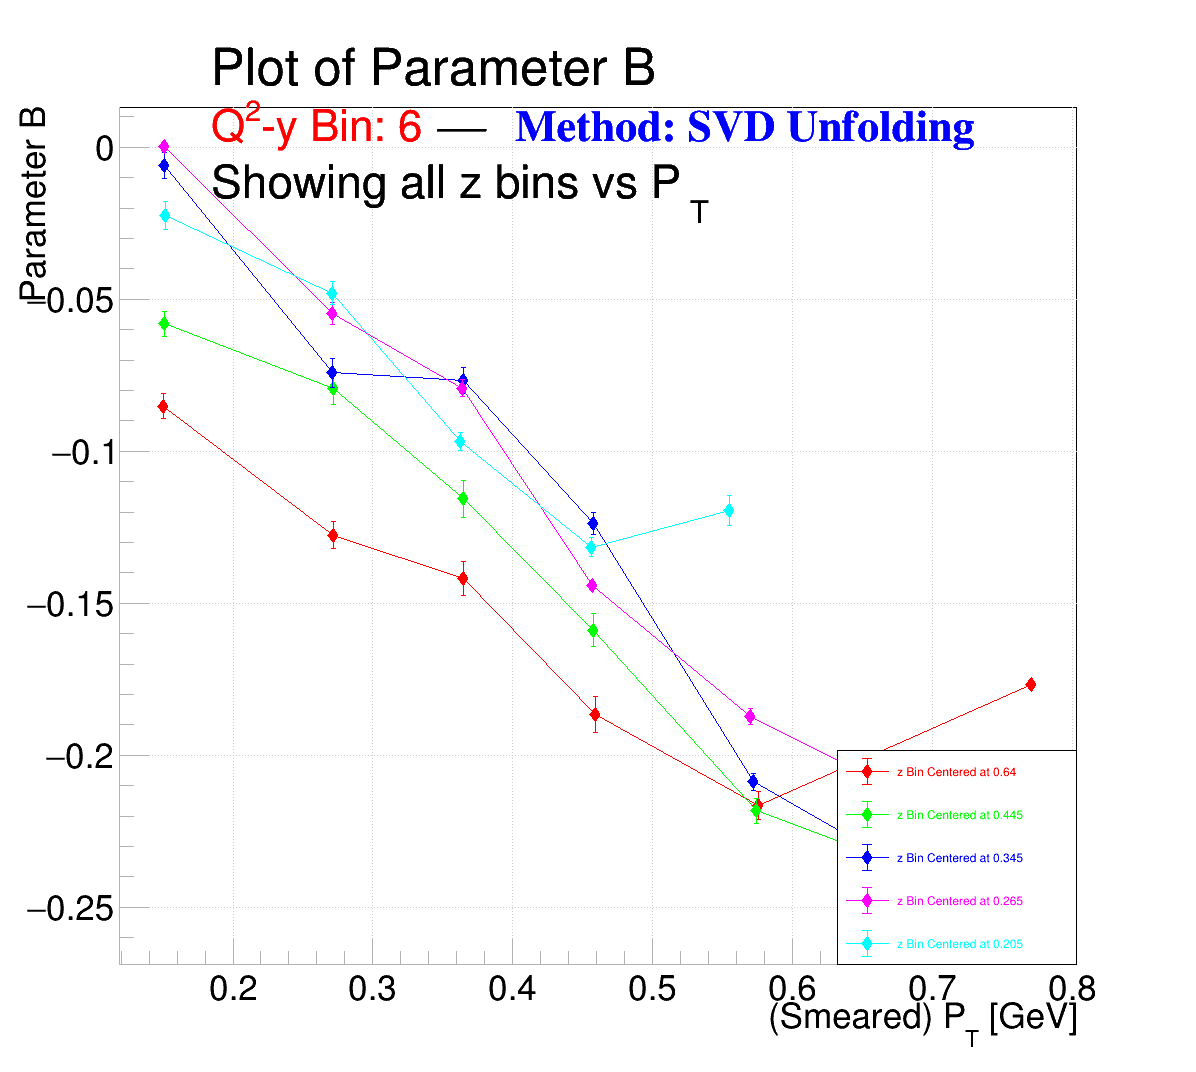 Plot of Parameter B
Q²-y Bin: 6 — Method: SVD Unfolding
Showing all z bins vs P_T
Parameter B
0
−0.05
−0.1
−0.15
−0.2
−0.25
z Bin Centered at 0.64
z Bin Centered at 0.445
z Bin Centered at 0.345
z Bin Centered at 0.265
z Bin Centered at 0.205
0.2 0.3 0.4 0.5 0.6 0.7 0.8
(Smeared) P_T [GeV]